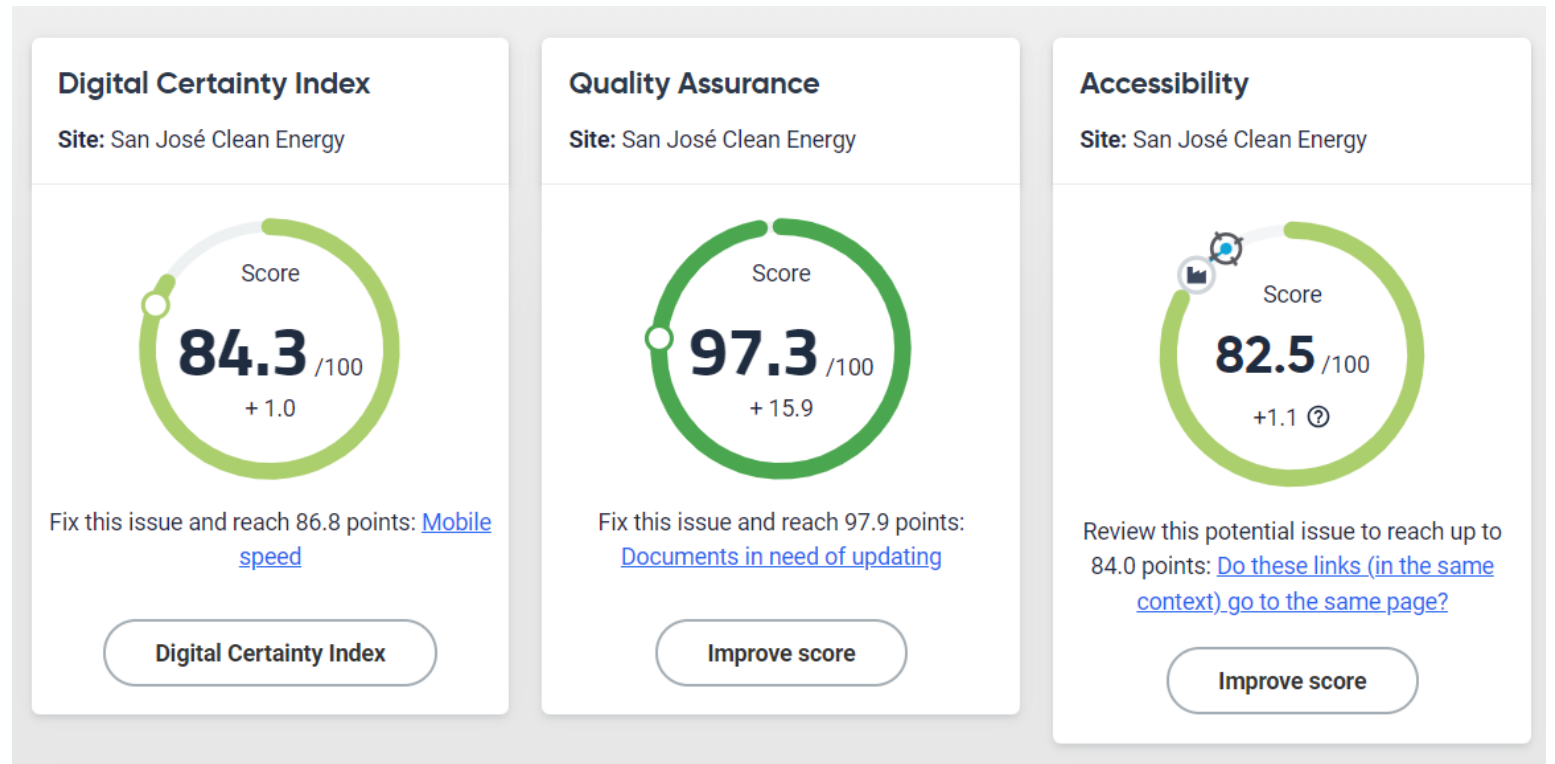 Digital Certainty Index
Site: San José Clean Energy
Score
84.3 /100
+ 1.0
Fix this issue and reach 86.8 points: Mobile
speed
Digital Certainty Index
Quality Assurance
Site: San José Clean Energy
Score
97.3 /100
+ 15.9
Fix this issue and reach 97.9 points:
Documents in need of updating
Improve score
Accessibility
Site: San José Clean Energy
Score
82.5 /100
+1.1 ?
Review this potential issue to reach up to
84.0 points: Do these links (in the same
context) go to the same page?
Improve score